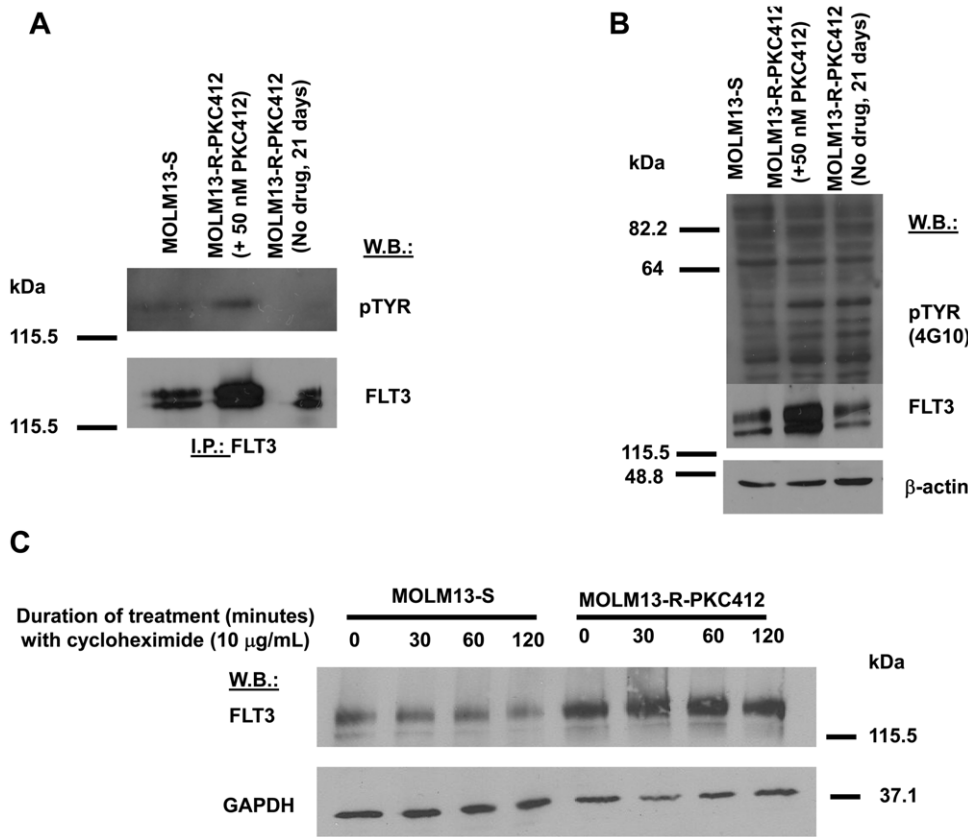 A
MOLM13-S
MOLM13-R-PKC412
(+ 50 nM PKC412)
MOLM13-R-PKC412
(No drug, 21 days)
W.B.:
kDa
pTYR
115.5
FLT3
115.5
I.P.: FLT3
B
MOLM13-S
MOLM13-R-PKC412
(+50 nM PKC412)
MOLM13-R-PKC412
(No drug, 21 days)
kDa
W.B.:
82.2
64
pTYR
(4G10)
FLT3
115.5
48.8
β-actin
C
MOLM13-S MOLM13-R-PKC412
Duration of treatment (minutes)
with cycloheximide (10 μg/mL)
0 30 60 120 0 30 60 120
W.B.:
kDa
FLT3
115.5
GAPDH
37.1